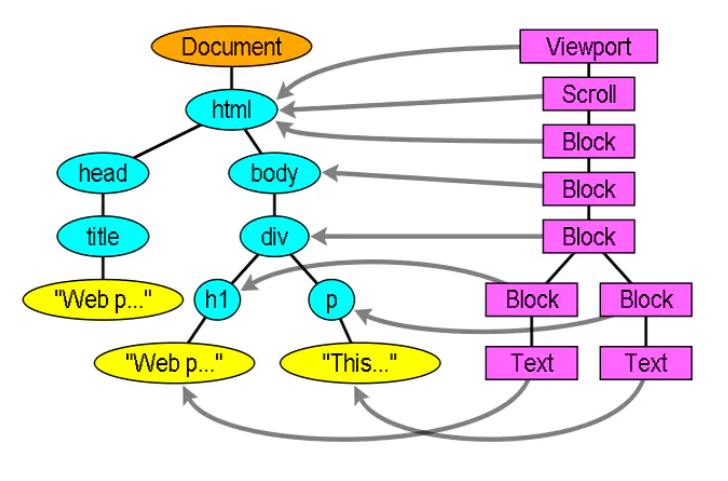 Document
Viewport
html
Scroll
Block
head
body
Block
title
div
Block
"Web p..."
h1
p
Block
Block
"Web p..."
"This..."
Text
Text